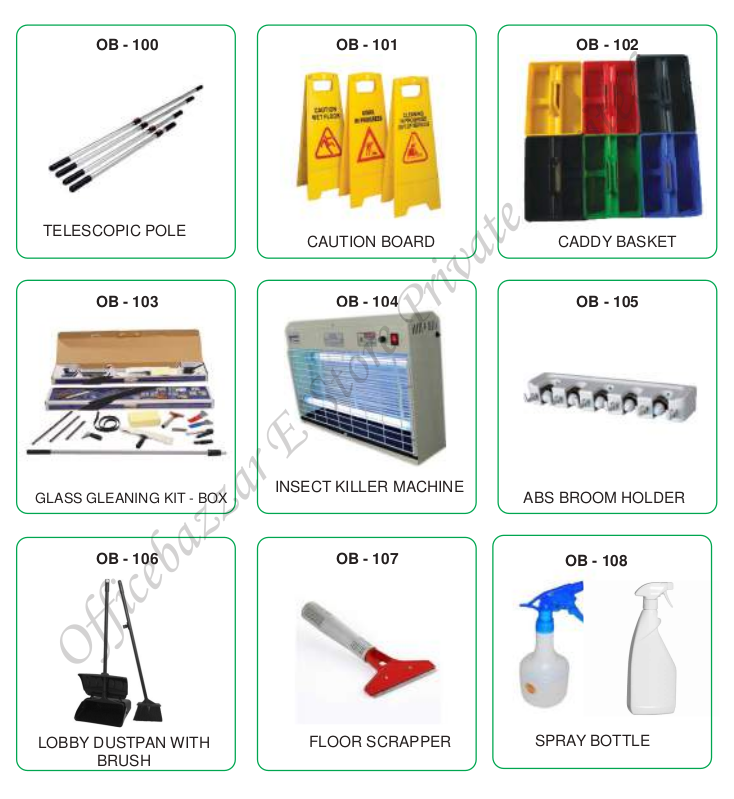 OB - 100
TELESCOPIC POLE
OB - 101
CAUTION
WET FLOOR
CAUTION BOARD
OB - 102
CADDY BASKET
OB - 103
GLASS GLEANING KIT - BOX
OB - 104
INSECT KILLER MACHINE
OB - 105
ABS BROOM HOLDER
OB - 106
LOBBY DUSTPAN WITH
BRUSH
OB - 107
FLOOR SCRAPPER
OB - 108
SPRAY BOTTLE
Officebazzar E Store Private